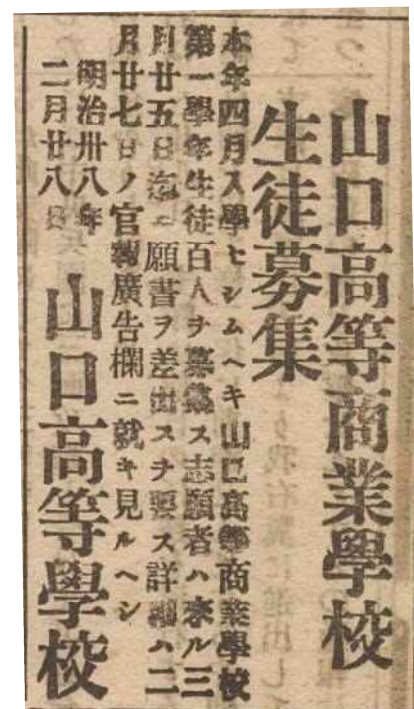 山口高等商業學校
生徒募集
本年四月入學セシムヘキ山口高等商業學校
第一學年生徒百人ヲ募集ス志願者ハ來ル三
月廿五日迄ニ願書ヲ差出スヲ要ス詳細ハ二
月廿七日ノ官報廣告欄ニ就キ見ルヘシ
明治卅八年
二月廿八日
山口高等學校